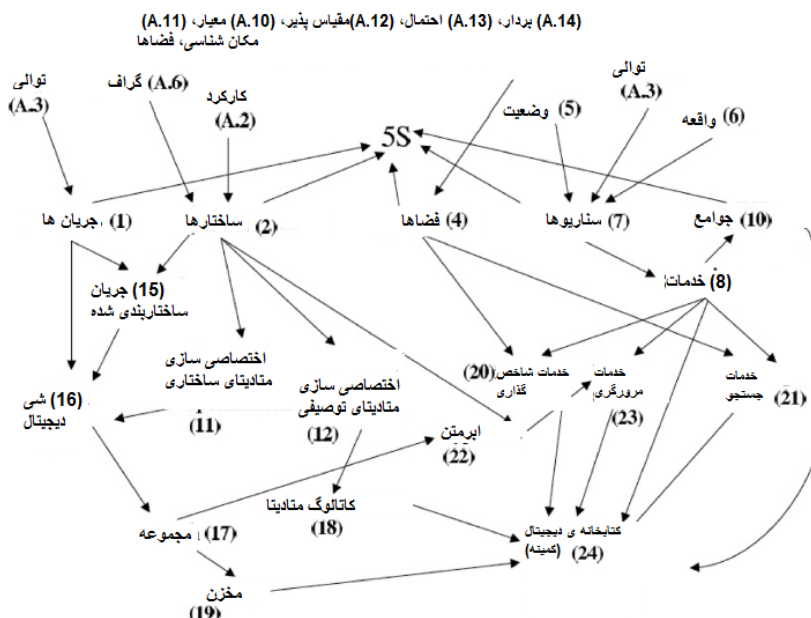 (A.14) بردار، (A.13) احتمال، (A.12)مقیاس پذیر، (A.10) معیار، (A.11)
مکان شناسی، فضاها
توالی
(A.3)
گراف (A.6)
کارکرد
(A.2)
5S
وضعیت (5)
توالی
(A.3)
واقعه (6)
جریان ها (1)
ساختارها (2)
فضاها (4)
سناریوها (7)
جوامع (10)
خدمات (8)
جریان (15)
ساختاربندی شده
اختصاصی سازی
متادیتای ساختاری
(11)
اختصاصی سازی
متادیتای توصیفی
(12)
خدمات شاخص (20)
گذاری
خدمات
مرورگری
(23)
خدمات
جستجو
(21)
شی (16)
دیجیتال
ابرمتن
(22)
کاتالوگ متادیتا
(18)
مجموعه (17)
کتابخانه ی دیجیتال
(کمینه) (24)
مخزن
(19)